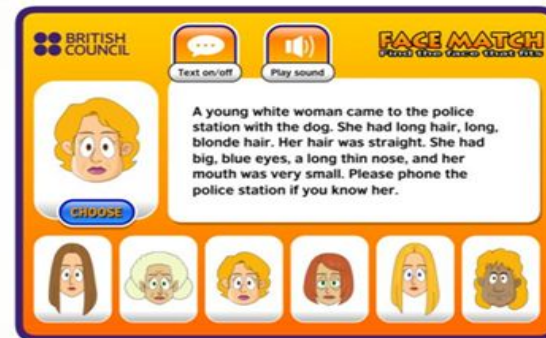 BRITISH
COUNCIL
Text on/off
Play sound
FACE MATCH
Find the face that fits
A young white woman came to the police
station with the dog. She had long hair, long,
blonde hair. Her hair was straight. She had
big, blue eyes, a long thin nose, and her
mouth was very small. Please phone the
police station if you know her.
CHOOSE